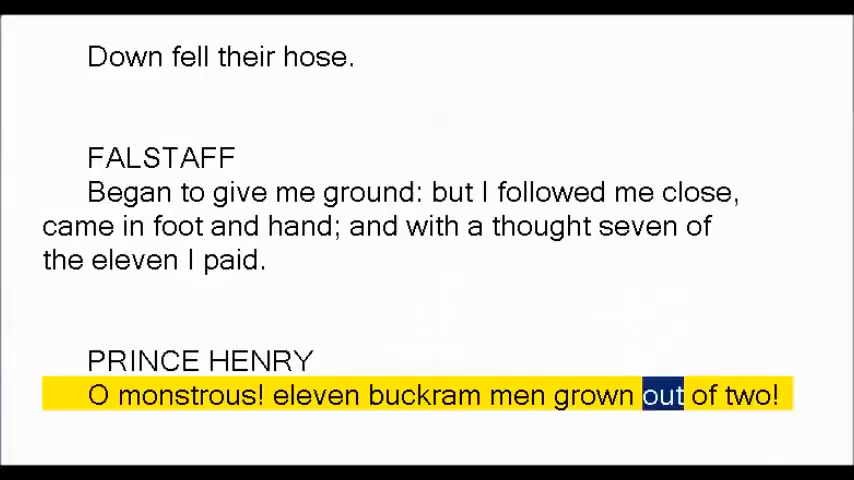 Down fell their hose.
FALSTAFF
Began to give me ground: but I followed me close,
came in foot and hand; and with a thought seven of
the eleven I paid.
PRINCE HENRY
O monstrous! eleven buckram men grown out of two!